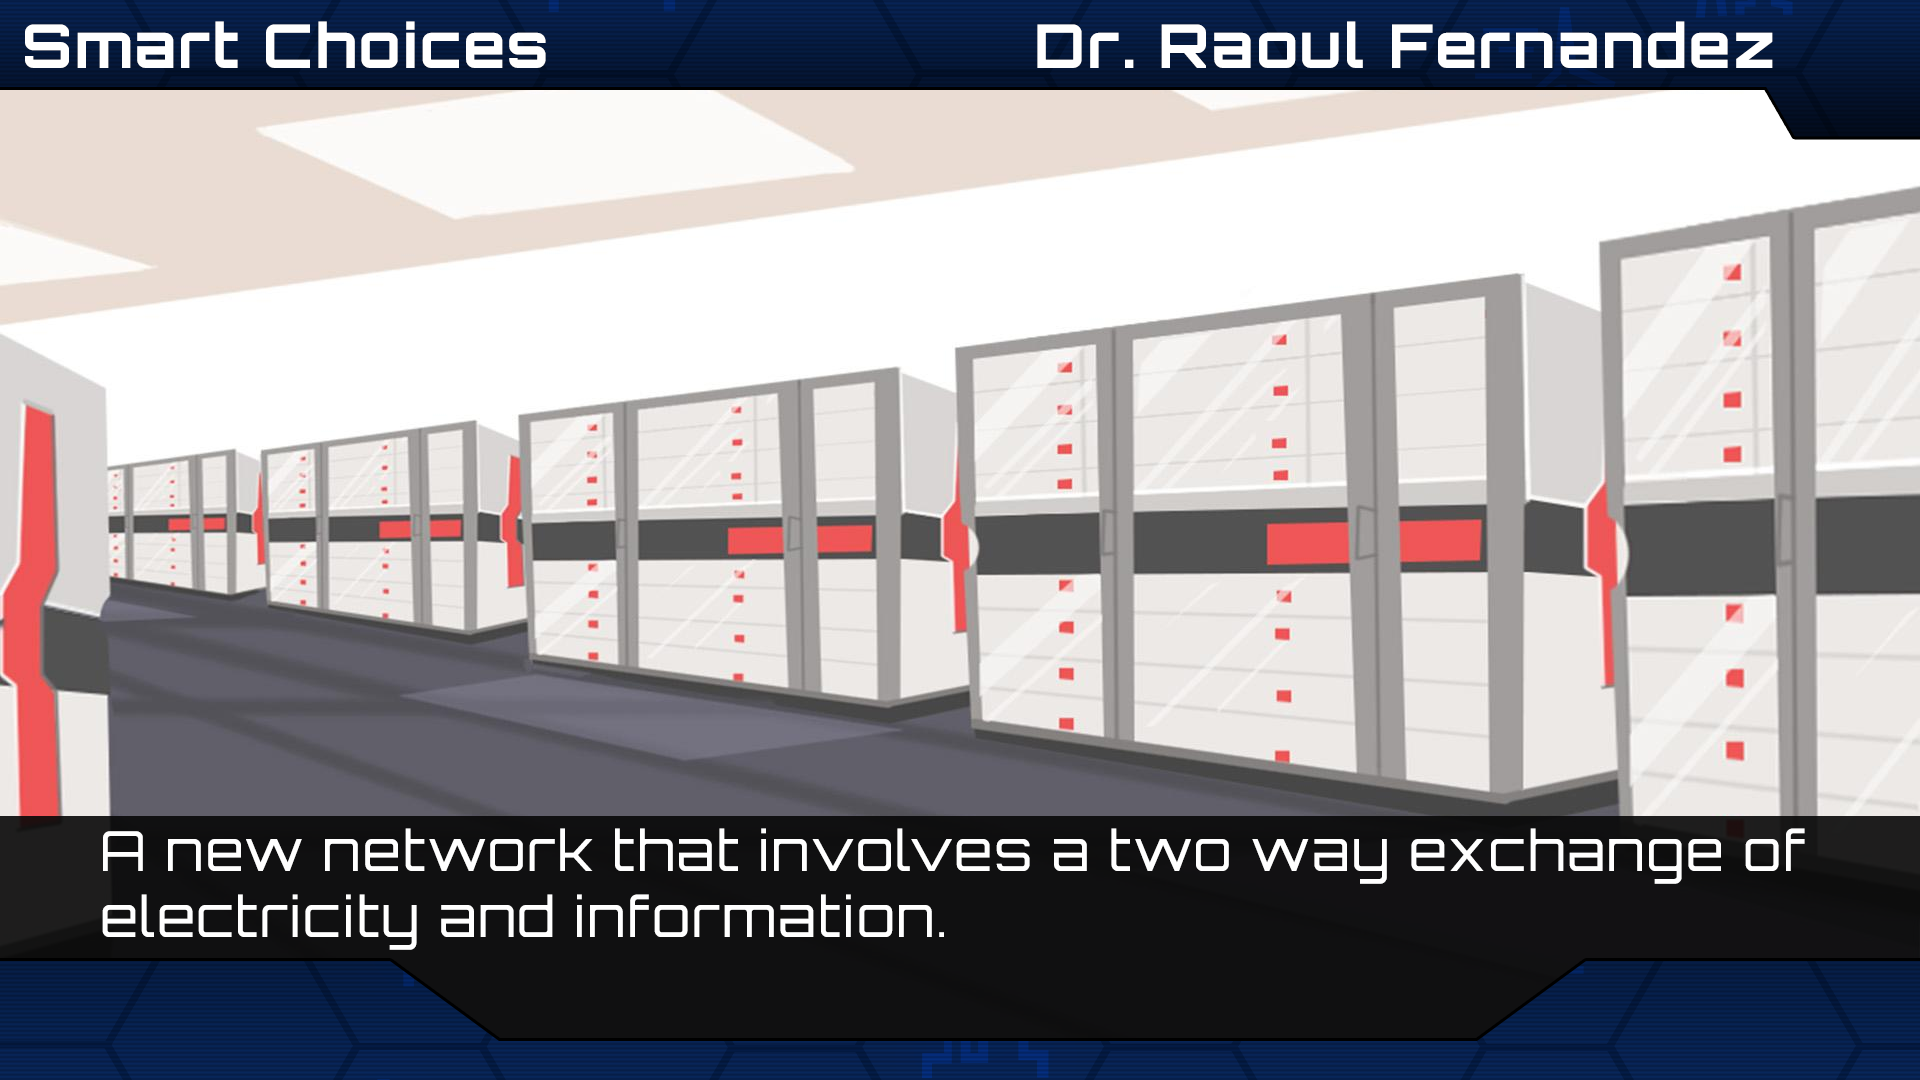 Smart Choices
Dr. Raoul Fernandez
A new network that involves a two way exchange of
electricity and information.